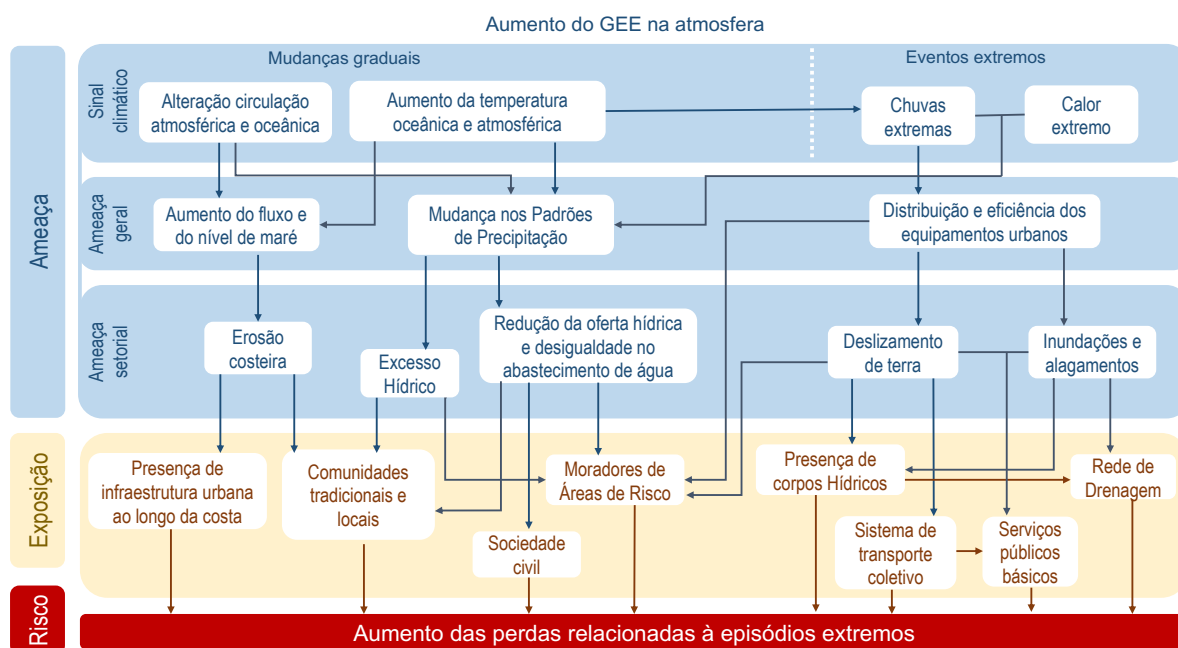 Aumento do GEE na atmosfera
Ameaça
Sinal
climático
Mudanças graduais
Eventos extremos
Alteração circulação
atmosférica e oceânica
Aumento da temperatura
oceânica e atmosférica
Chuvas
extremas
Calor
extremo
Ameaça
geral
Aumento do fluxo e
do nível de maré
Mudança nos Padrões
de Precipitação
Distribuição e eficiência dos
equipamentos urbanos
Ameaça
setorial
Erosão
costeira
Excesso
Hídrico
Redução da oferta hídrica
e desigualdade no
abastecimento de água
Deslizamento
de terra
Inundações e
alagamentos
Exposição
Presença de
infraestrutura urbana
ao longo da costa
Comunidades
tradicionais e
locais
Sociedade
civil
Moradores de
Áreas de Risco
Presença de
corpos Hídricos
Sistema de
transporte
coletivo
Serviços
públicos
básicos
Rede de
Drenagem
Risco
Aumento das perdas relacionadas à episódios extremos